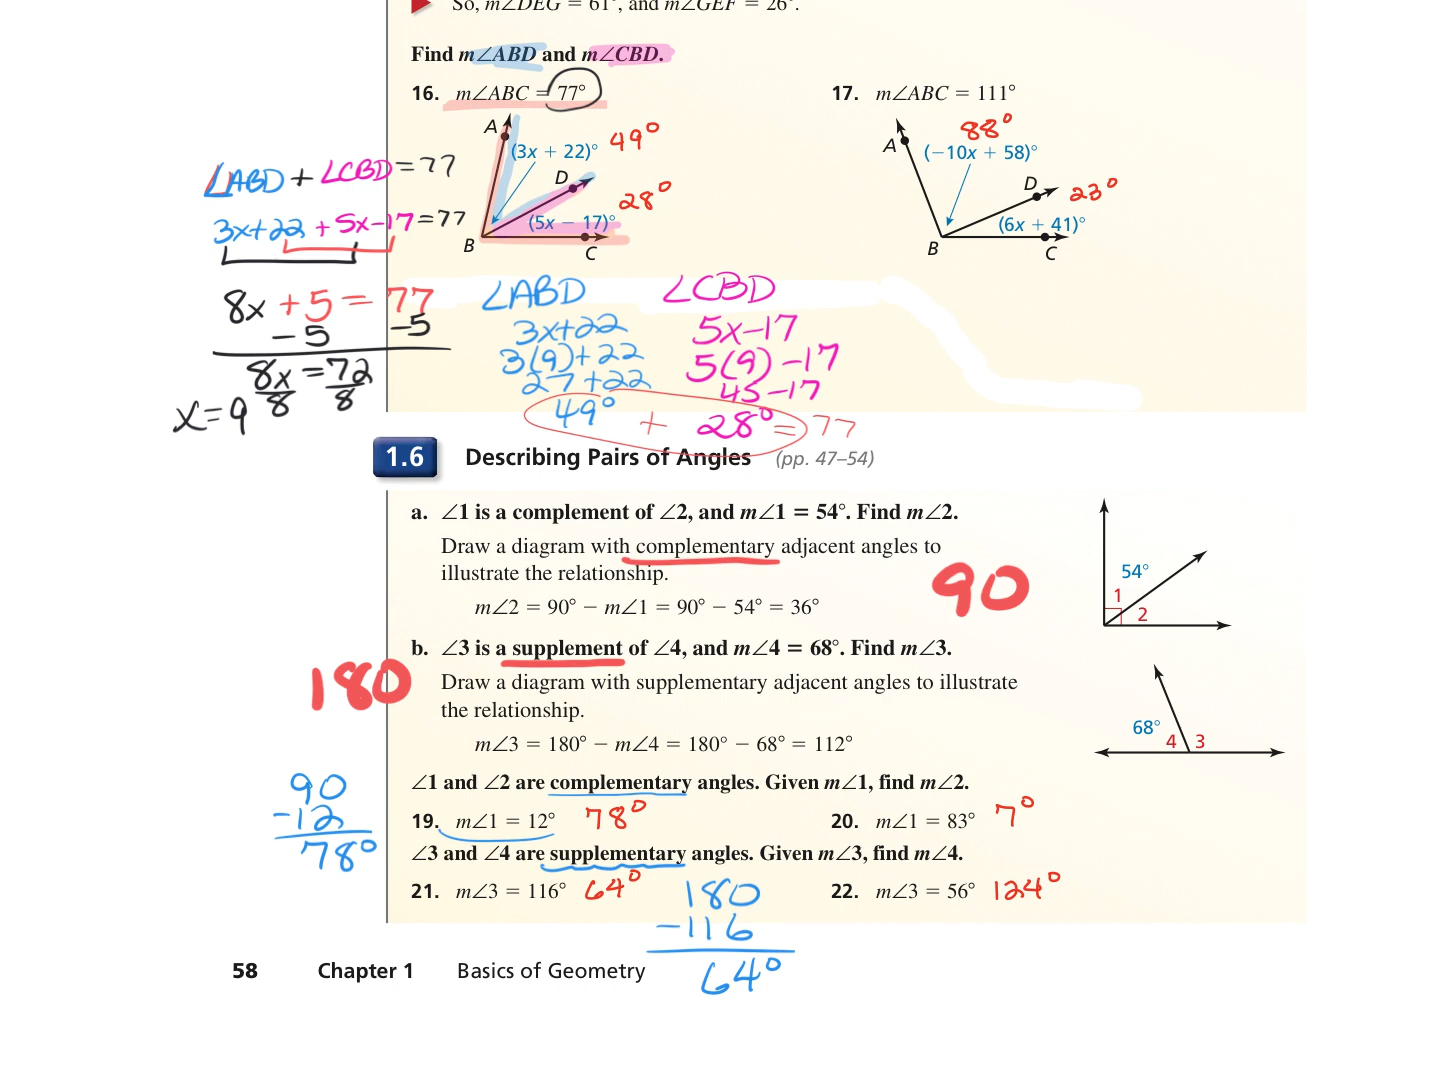 So, m∠DEG = 61°, and m∠GEF = 26°.
Find m∠ABD and m∠CBD.
16. m∠ABC = 77°
17. m∠ABC = 111°
A
(3x + 22)°
49°
D
28°
(5x − 17)°
B
C
88°
A
(−10x + 58)°
D
23°
(6x + 41)°
B
C
∠ABD + ∠CBD = 77
3x+22 + 5x−17 = 77
8x + 5 = 77
−5 −5
8x = 72
8 8
x = 9
∠ABD
3x+22
3(9)+22
27+22
49°
∠CBD
5x−17
5(9)−17
45−17
+ 28° = 77
1.6 Describing Pairs of Angles (pp. 47–54)
a. ∠1 is a complement of ∠2, and m∠1 = 54°. Find m∠2.
Draw a diagram with complementary adjacent angles to
illustrate the relationship.
90
m∠2 = 90° − m∠1 = 90° − 54° = 36°
54°
1
2
b. ∠3 is a supplement of ∠4, and m∠4 = 68°. Find m∠3.
180
Draw a diagram with supplementary adjacent angles to illustrate
the relationship.
m∠3 = 180° − m∠4 = 180° − 68° = 112°
68°
4 3
∠1 and ∠2 are complementary angles. Given m∠1, find m∠2.
90
−12
78°
19. m∠1 = 12° 78°
20. m∠1 = 83° 7°
∠3 and ∠4 are supplementary angles. Given m∠3, find m∠4.
21. m∠3 = 116° 64°
180
−116
64°
22. m∠3 = 56° 124°
58 Chapter 1 Basics of Geometry